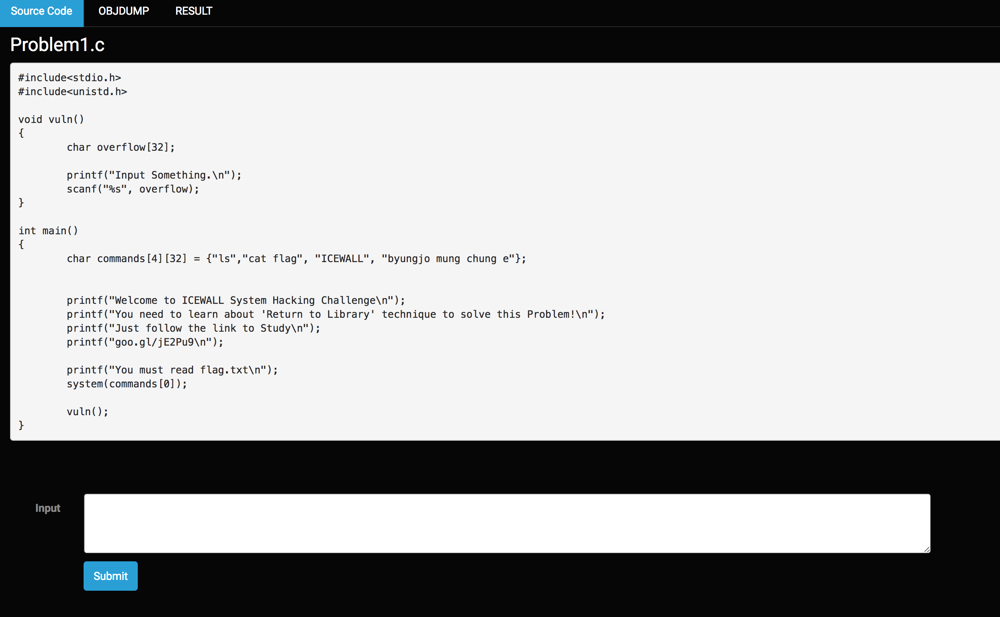 Source Code OBJDUMP RESULT
Problem1.c
#include<stdio.h>
#include<unistd.h>
void vuln()
{
char overflow[32];
printf("Input Something.\n");
scanf("%s", overflow);
}
int main()
{
char commands[4][32] = {"ls","cat flag", "ICEWALL", "byungjo mung chung e"};
printf("Welcome to ICEWALL System Hacking Challenge\n");
printf("You need to learn about 'Return to Library' technique to solve this Problem!\n");
printf("Just follow the link to Study\n");
printf("goo.gl/jE2Pu9\n");
printf("You must read flag.txt\n");
system(commands[0]);
vuln();
}
Input
Submit